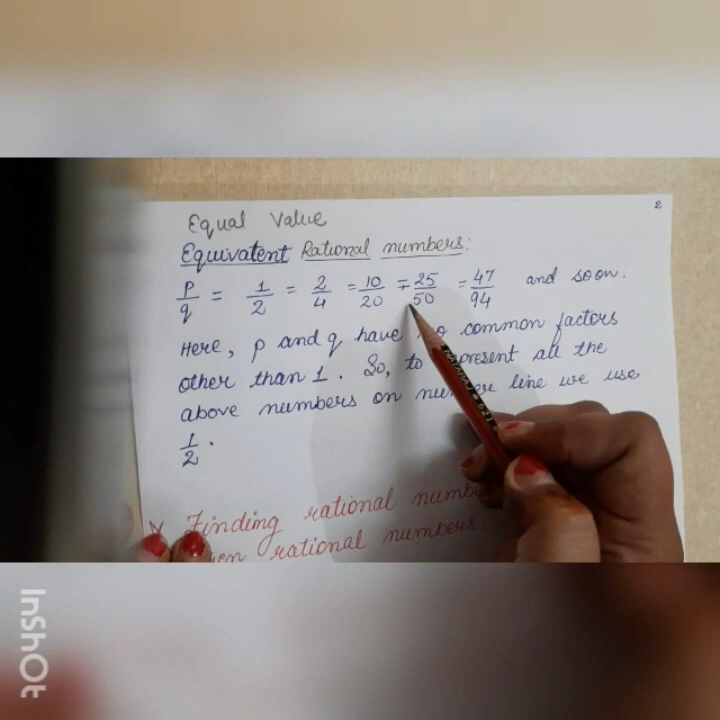 2
Equal Value
Equivatent Rational numbers:
p/q = 1/2 = 2/4 = 10/20 = 25/50 = 47/94 and so on.
Here, p and q have no common factors
other than 1. So, to present all the
above numbers on number line we use
1/2.
Finding rational
rational numbers.
InShOt